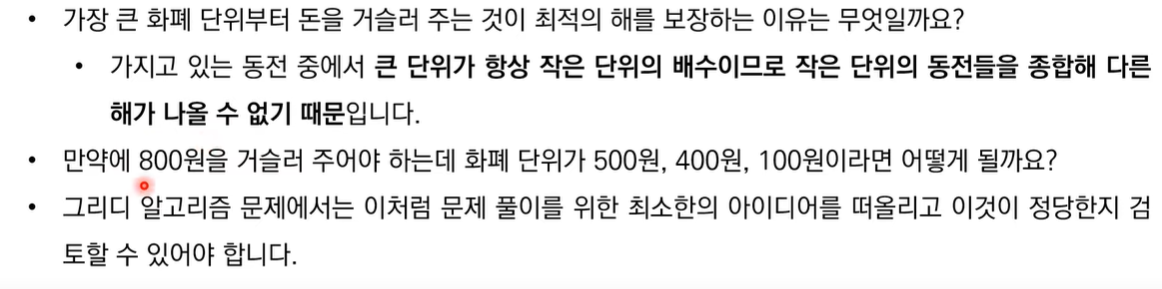 • 가장 큰 화폐 단위부터 돈을 거슬러 주는 것이 최적의 해를 보장하는 이유는 무엇일까요?
• 가지고 있는 동전 중에서 큰 단위가 항상 작은 단위의 배수이므로 작은 단위의 동전들을 종합해 다른
해가 나올 수 없기 때문입니다.
• 만약에 800원을 거슬러 주어야 하는데 화폐 단위가 500원, 400원, 100원이라면 어떻게 될까요?
• 그리디 알고리즘 문제에서는 이처럼 문제 풀이를 위한 최소한의 아이디어를 떠올리고 이것이 정당한지 검
토할 수 있어야 합니다.